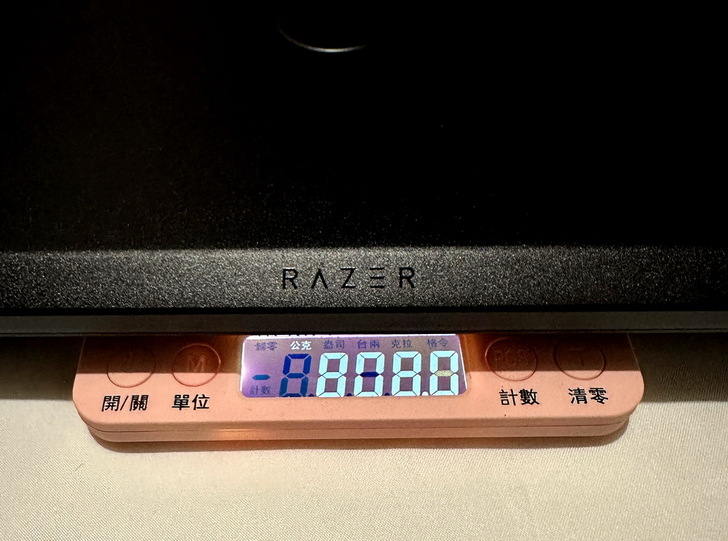 RAZER
歸零 公克 盎司 台兩 克拉 格令
8080
計數
M PCS
開/關 單位 計數 清零